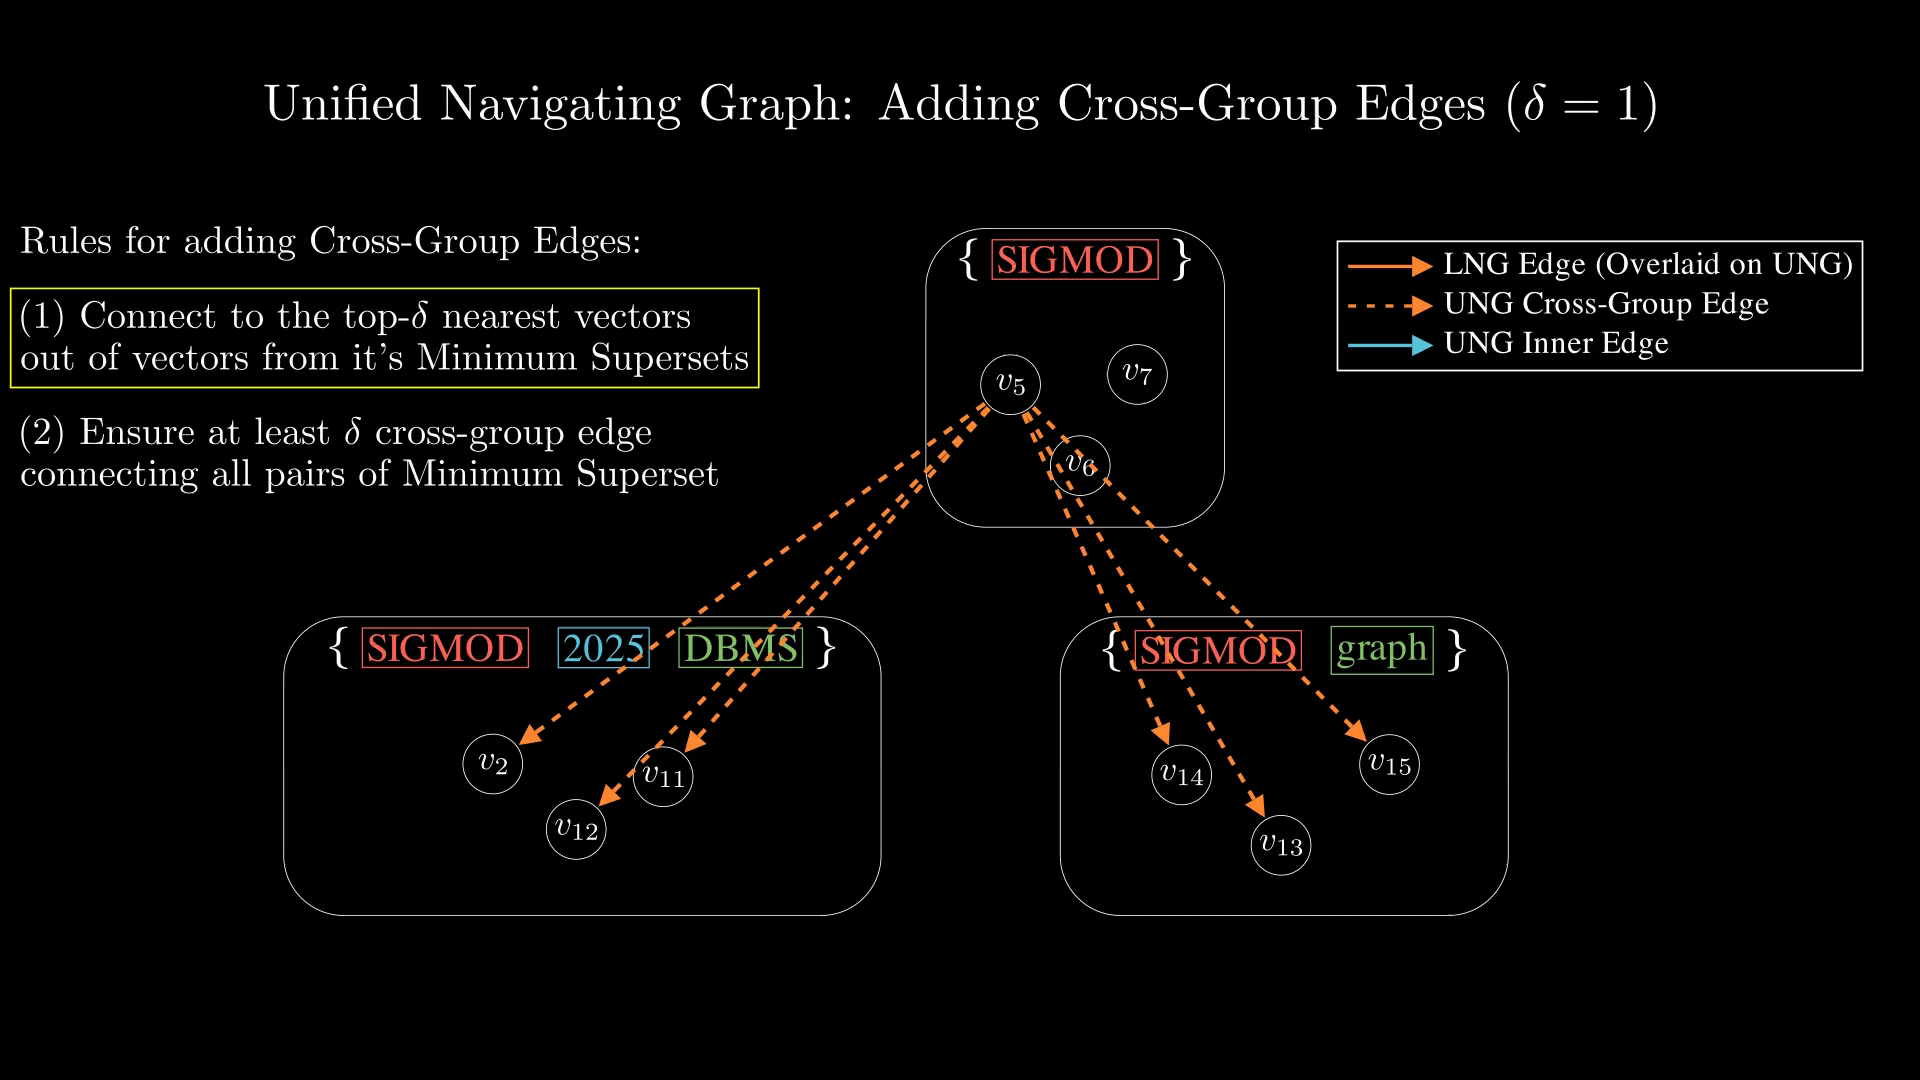 Unified Navigating Graph: Adding Cross-Group Edges (δ = 1)
Rules for adding Cross-Group Edges:
(1) Connect to the top-δ nearest vectors
out of vectors from it's Minimum Supersets
(2) Ensure at least δ cross-group edge
connecting all pairs of Minimum Superset
{ SIGMOD }
v5
v7
v6
LNG Edge (Overlaid on UNG)
UNG Cross-Group Edge
UNG Inner Edge
{ SIGMOD 2025 DBMS }
v2
v11
v12
{ SIGMOD graph }
v14
v15
v13